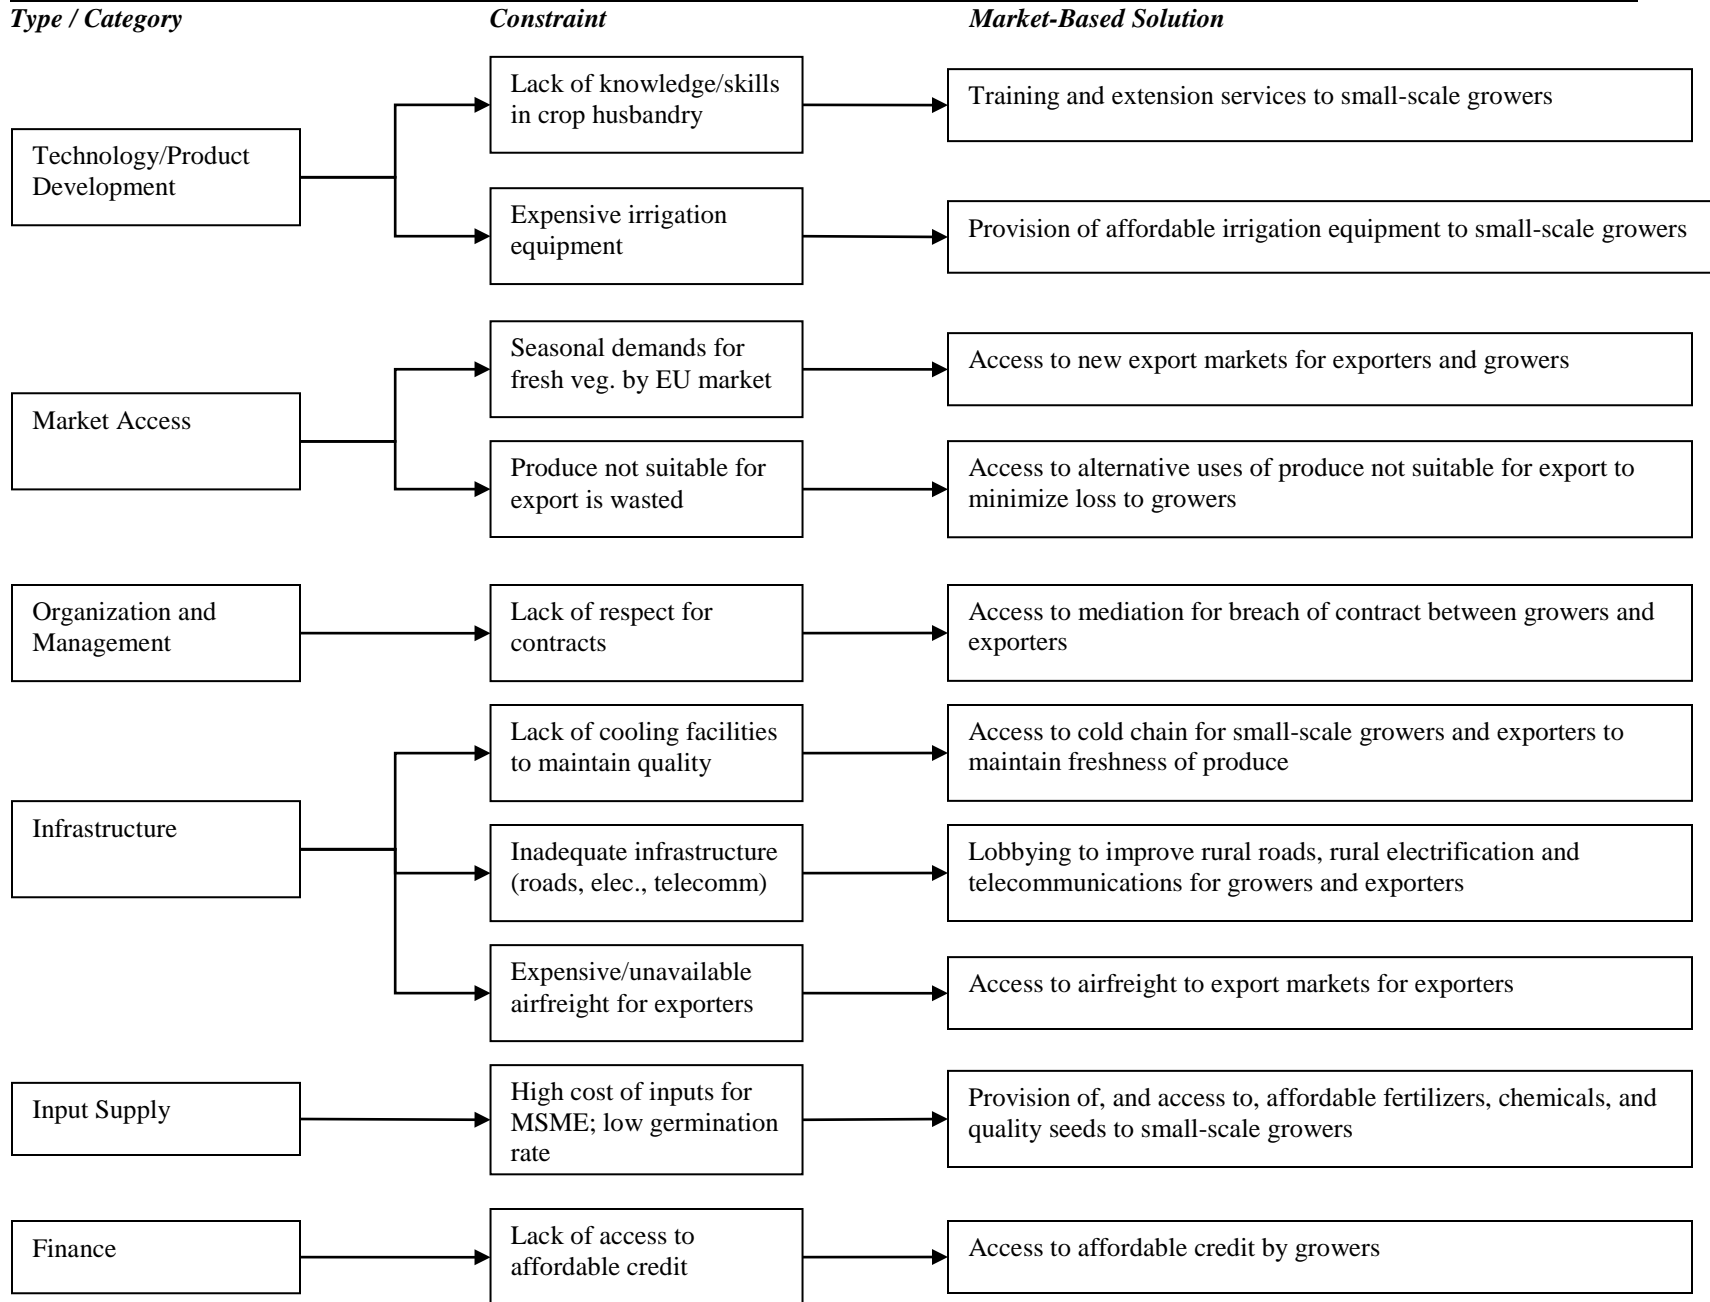 Type / Category Constraint Market-Based Solution
Lack of knowledge/skills
in crop husbandry
Training and extension services to small-scale growers
Technology/Product
Development
Expensive irrigation
equipment
Provision of affordable irrigation equipment to small-scale growers
Seasonal demands for
fresh veg. by EU market
Access to new export markets for exporters and growers
Market Access
Produce not suitable for
export is wasted
Access to alternative uses of produce not suitable for export to
minimize loss to growers
Organization and
Management
Lack of respect for
contracts
Access to mediation for breach of contract between growers and
exporters
Lack of cooling facilities
to maintain quality
Access to cold chain for small-scale growers and exporters to
maintain freshness of produce
Infrastructure
Inadequate infrastructure
(roads, elec., telecomm)
Lobbying to improve rural roads, rural electrification and
telecommunications for growers and exporters
Expensive/unavailable
airfreight for exporters
Access to airfreight to export markets for exporters
Input Supply
High cost of inputs for
MSME; low germination
rate
Provision of, and access to, affordable fertilizers, chemicals, and
quality seeds to small-scale growers
Finance
Lack of access to
affordable credit
Access to affordable credit by growers